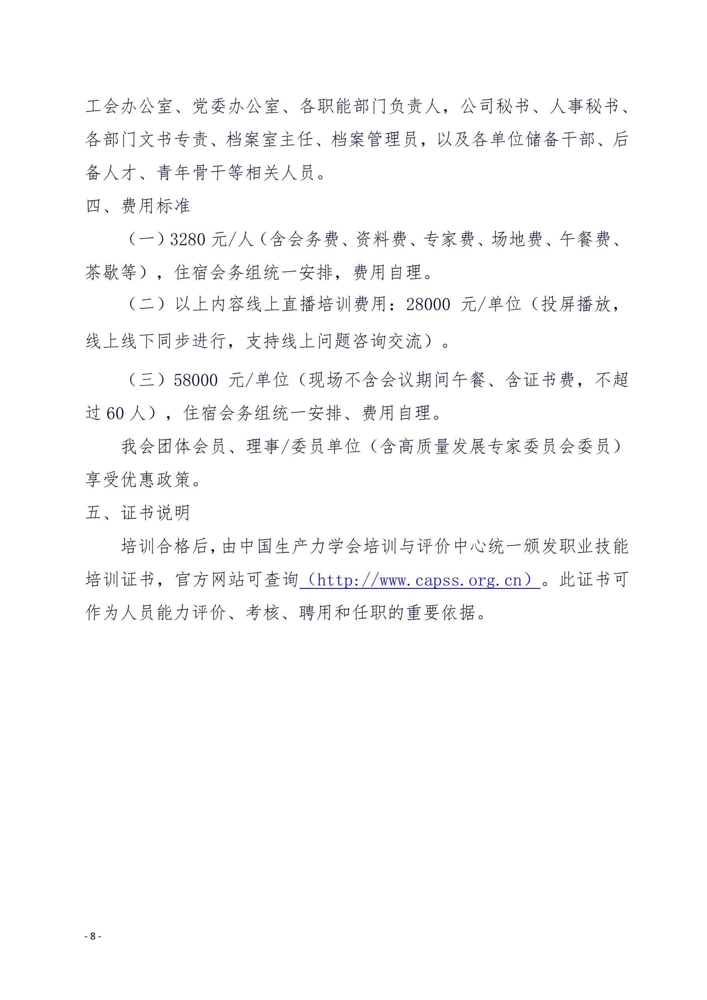 工会办公室、党委办公室、各职能部门负责人，公司秘书、人事秘书、
各部门文书专责、档案室主任、档案管理员，以及各单位储备干部、后
备人才、青年骨干等相关人员。
四、费用标准
（一）3280 元/人（含会务费、资料费、专家费、场地费、午餐费、
茶歇等），住宿会务组统一安排，费用自理。
（二）以上内容线上直播培训费用：28000 元/单位（投屏播放，
线上线下同步进行，支持线上问题咨询交流）。
（三）58000 元/单位（现场不含会议期间午餐、含证书费，不超
过 60 人），住宿会务组统一安排、费用自理。
我会团体会员、理事/委员单位（含高质量发展专家委员会委员）
享受优惠政策。
五、证书说明
培训合格后，由中国生产力学会培训与评价中心统一颁发职业技能
培训证书，官方网站可查询（http://www.capss.org.cn）。此证书可
作为人员能力评价、考核、聘用和任职的重要依据。
- 8 -